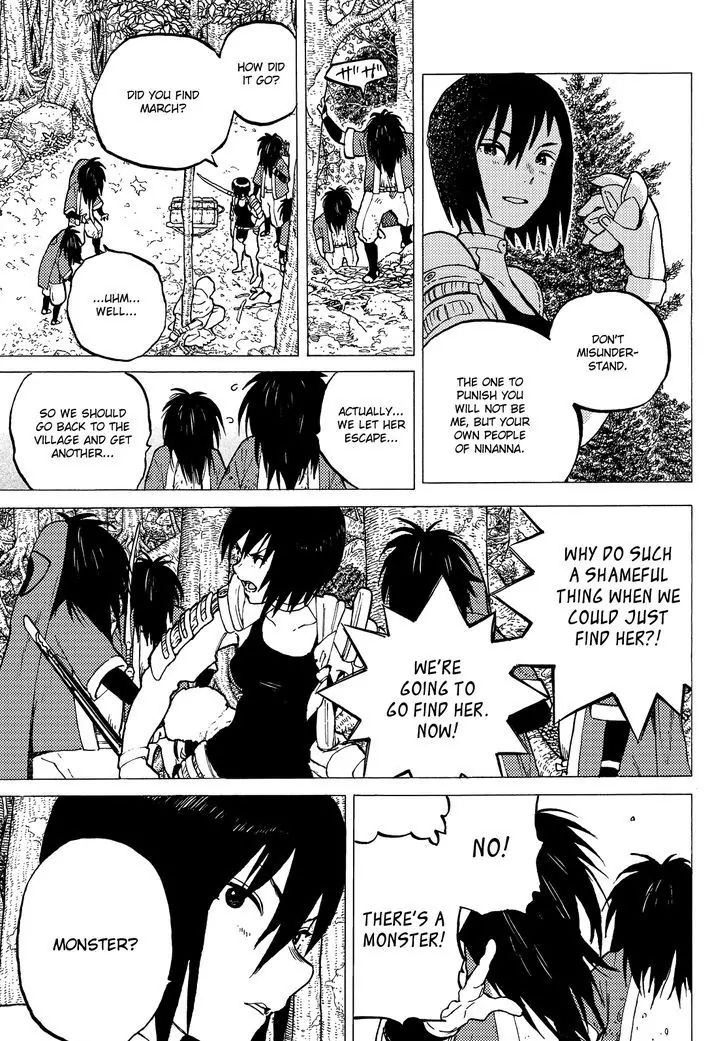 DON'T
MISUNDER-
STAND.
THE ONE TO
PUNISH YOU
WILL NOT BE
ME, BUT YOUR
OWN PEOPLE
OF NINANNA.
ザザッ
HOW DID
IT GO?
DID YOU FIND
MARCH?
...UHM...
WELL...
ACTUALLY...
WE LET HER
ESCAPE...
SO WE SHOULD
GO BACK TO THE
VILLAGE AND GET
ANOTHER...
WHY DO SUCH
A SHAMEFUL
THING WHEN WE
COULD JUST
FIND HER?!
WE'RE
GOING TO
GO FIND HER.
NOW!
NO!
THERE'S A
MONSTER!
MONSTER?